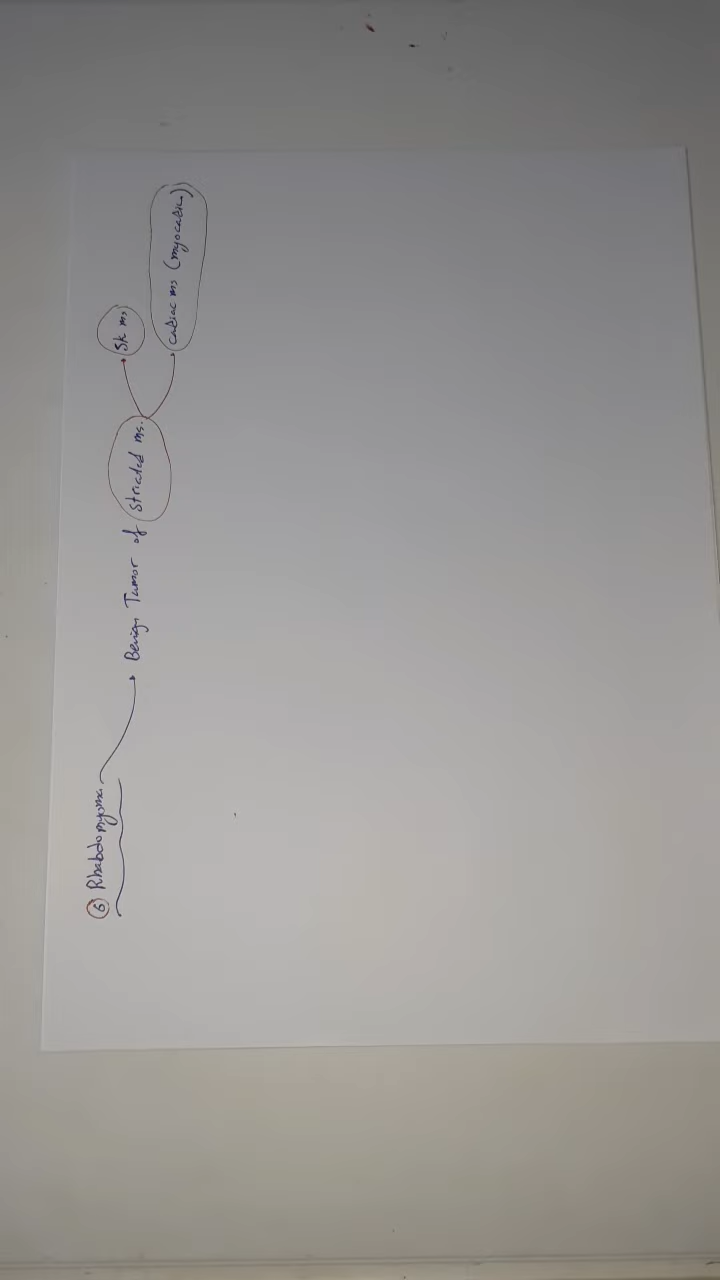 ⑥ Rhabdomyoma
Benign Tumor of striated ms.
Sk ms
cardiac ms (myocardium)